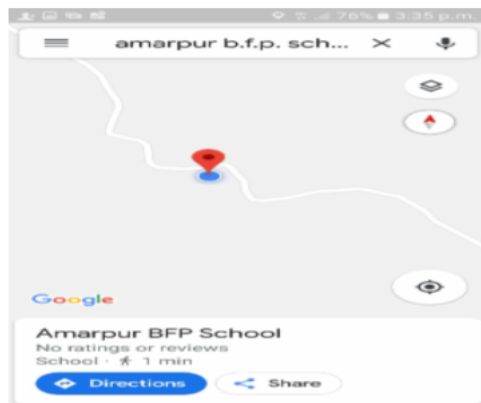 76% 3:35 p.m.
amarpur b.f.p. sch...
Google
Amarpur BFP School
No ratings or reviews
School · 1 min
Directions
Share